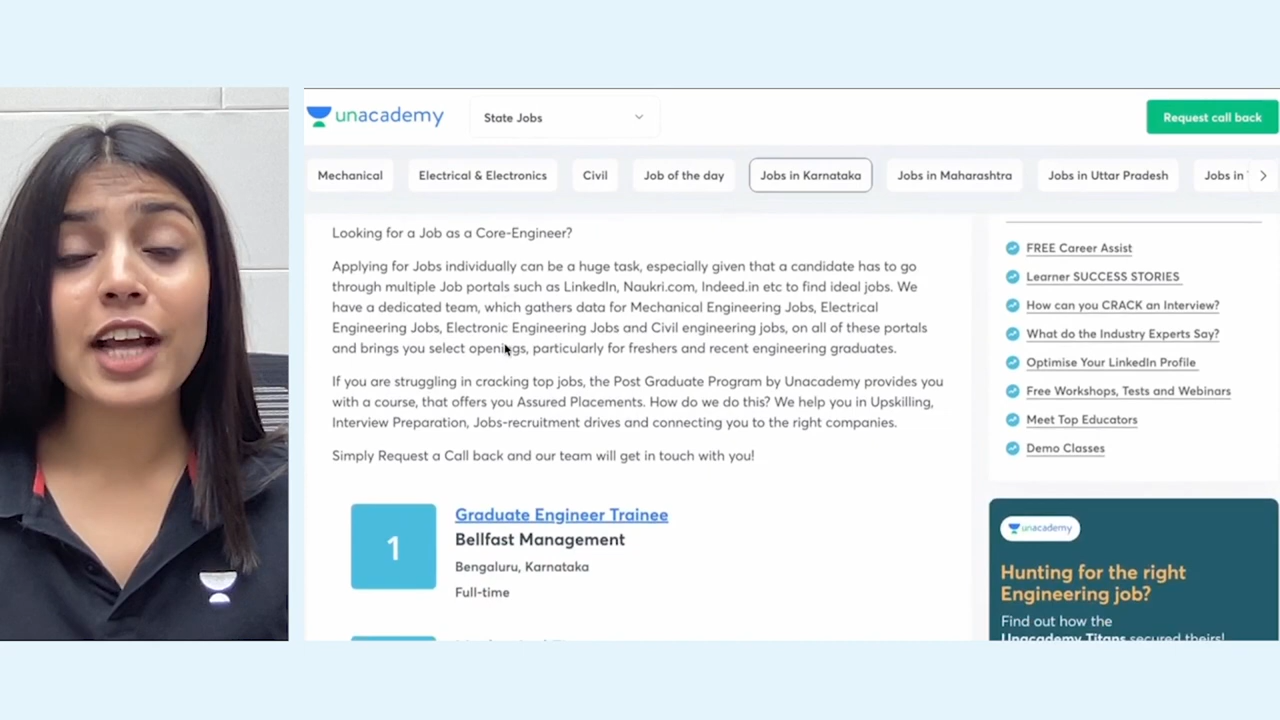 unacademy
State Jobs
Request call back
Mechanical
Electrical & Electronics
Civil
Job of the day
Jobs in Karnataka
Jobs in Maharashtra
Jobs in Uttar Pradesh
Jobs in
Looking for a Job as a Core-Engineer?
Applying for Jobs individually can be a huge task, especially given that a candidate has to go
through multiple Job portals such as LinkedIn, Naukri.com, Indeed.in etc to find ideal jobs. We
have a dedicated team, which gathers data for Mechanical Engineering Jobs, Electrical
Engineering Jobs, Electronic Engineering Jobs and Civil engineering jobs, on all of these portals
and brings you select openings, particularly for freshers and recent engineering graduates.
If you are struggling in cracking top jobs, the Post Graduate Program by Unacademy provides you
with a course, that offers you Assured Placements. How do we do this? We help you in Upskilling,
Interview Preparation, Jobs-recruitment drives and connecting you to the right companies.
Simply Request a Call back and our team will get in touch with you!
1
Graduate Engineer Trainee
Bellfast Management
Bengaluru, Karnataka
Full-time
FREE Career Assist
Learner SUCCESS STORIES
How can you CRACK an Interview?
What do the Industry Experts Say?
Optimise Your LinkedIn Profile
Free Workshops, Tests and Webinars
Meet Top Educators
Demo Classes
unacademy
Hunting for the right
Engineering job?
Find out how the
Unacademy Titans secured theirs!